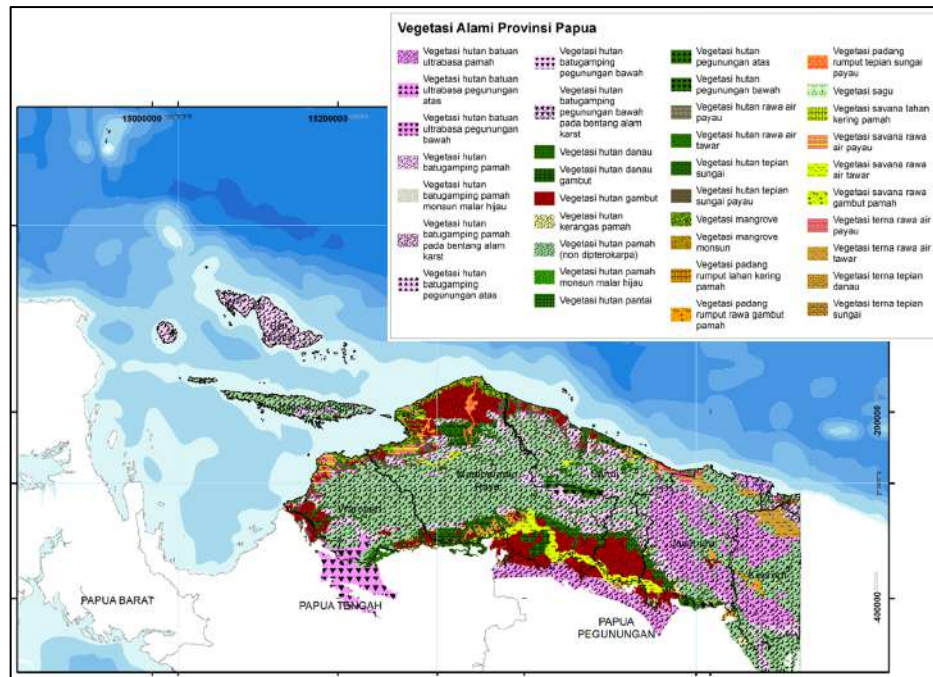 Vegetasi Alami Provinsi Papua
Vegetasi hutan batuan
ultrabasa pamah
Vegetasi hutan batuan
ultrabasa pegunungan
atas
Vegetasi hutan batuan
ultrabasa pegunungan
bawah
Vegetasi hutan
batugamping pamah
Vegetasi hutan
batugamping pamah
monsun malar hijau
Vegetasi hutan
batugamping pamah
pada bentang alam
karst
Vegetasi hutan
batugamping
pegunungan atas
Vegetasi hutan
batugamping
pegunungan bawah
Vegetasi hutan
batugamping
pegunungan bawah
pada bentang alam
karst
Vegetasi hutan danau
Vegetasi hutan danau
gambut
Vegetasi hutan gambut
Vegetasi hutan
kerangas pamah
Vegetasi hutan pamah
(non dipterokarpa)
Vegetasi hutan pamah
monsun malar hijau
Vegetasi hutan pantai
Vegetasi hutan
pegunungan atas
Vegetasi hutan
pegunungan bawah
Vegetasi hutan rawa air
payau
Vegetasi hutan rawa air
tawar
Vegetasi hutan tepian
sungai
Vegetasi hutan tepian
sungai payau
Vegetasi mangrove
Vegetasi mangrove
monsun
Vegetasi padang
rumput lahan kering
pamah
Vegetasi padang
rumput rawa gambut
pamah
Vegetasi padang
rumput tepian sungai
payau
Vegetasi sagu
Vegetasi savana lahan
kering pamah
Vegetasi savana rawa
air payau
Vegetasi savana rawa
air tawar
Vegetasi savana rawa
gambut pamah
Vegetasi terna rawa air
payau
Vegetasi terna rawa air
tawar
Vegetasi terna tepian
danau
Vegetasi terna tepian
sungai
15000000
15200000
-200000
-400000
PAPUA BARAT
PAPUA TENGAH
PAPUA
PEGUNUNGAN